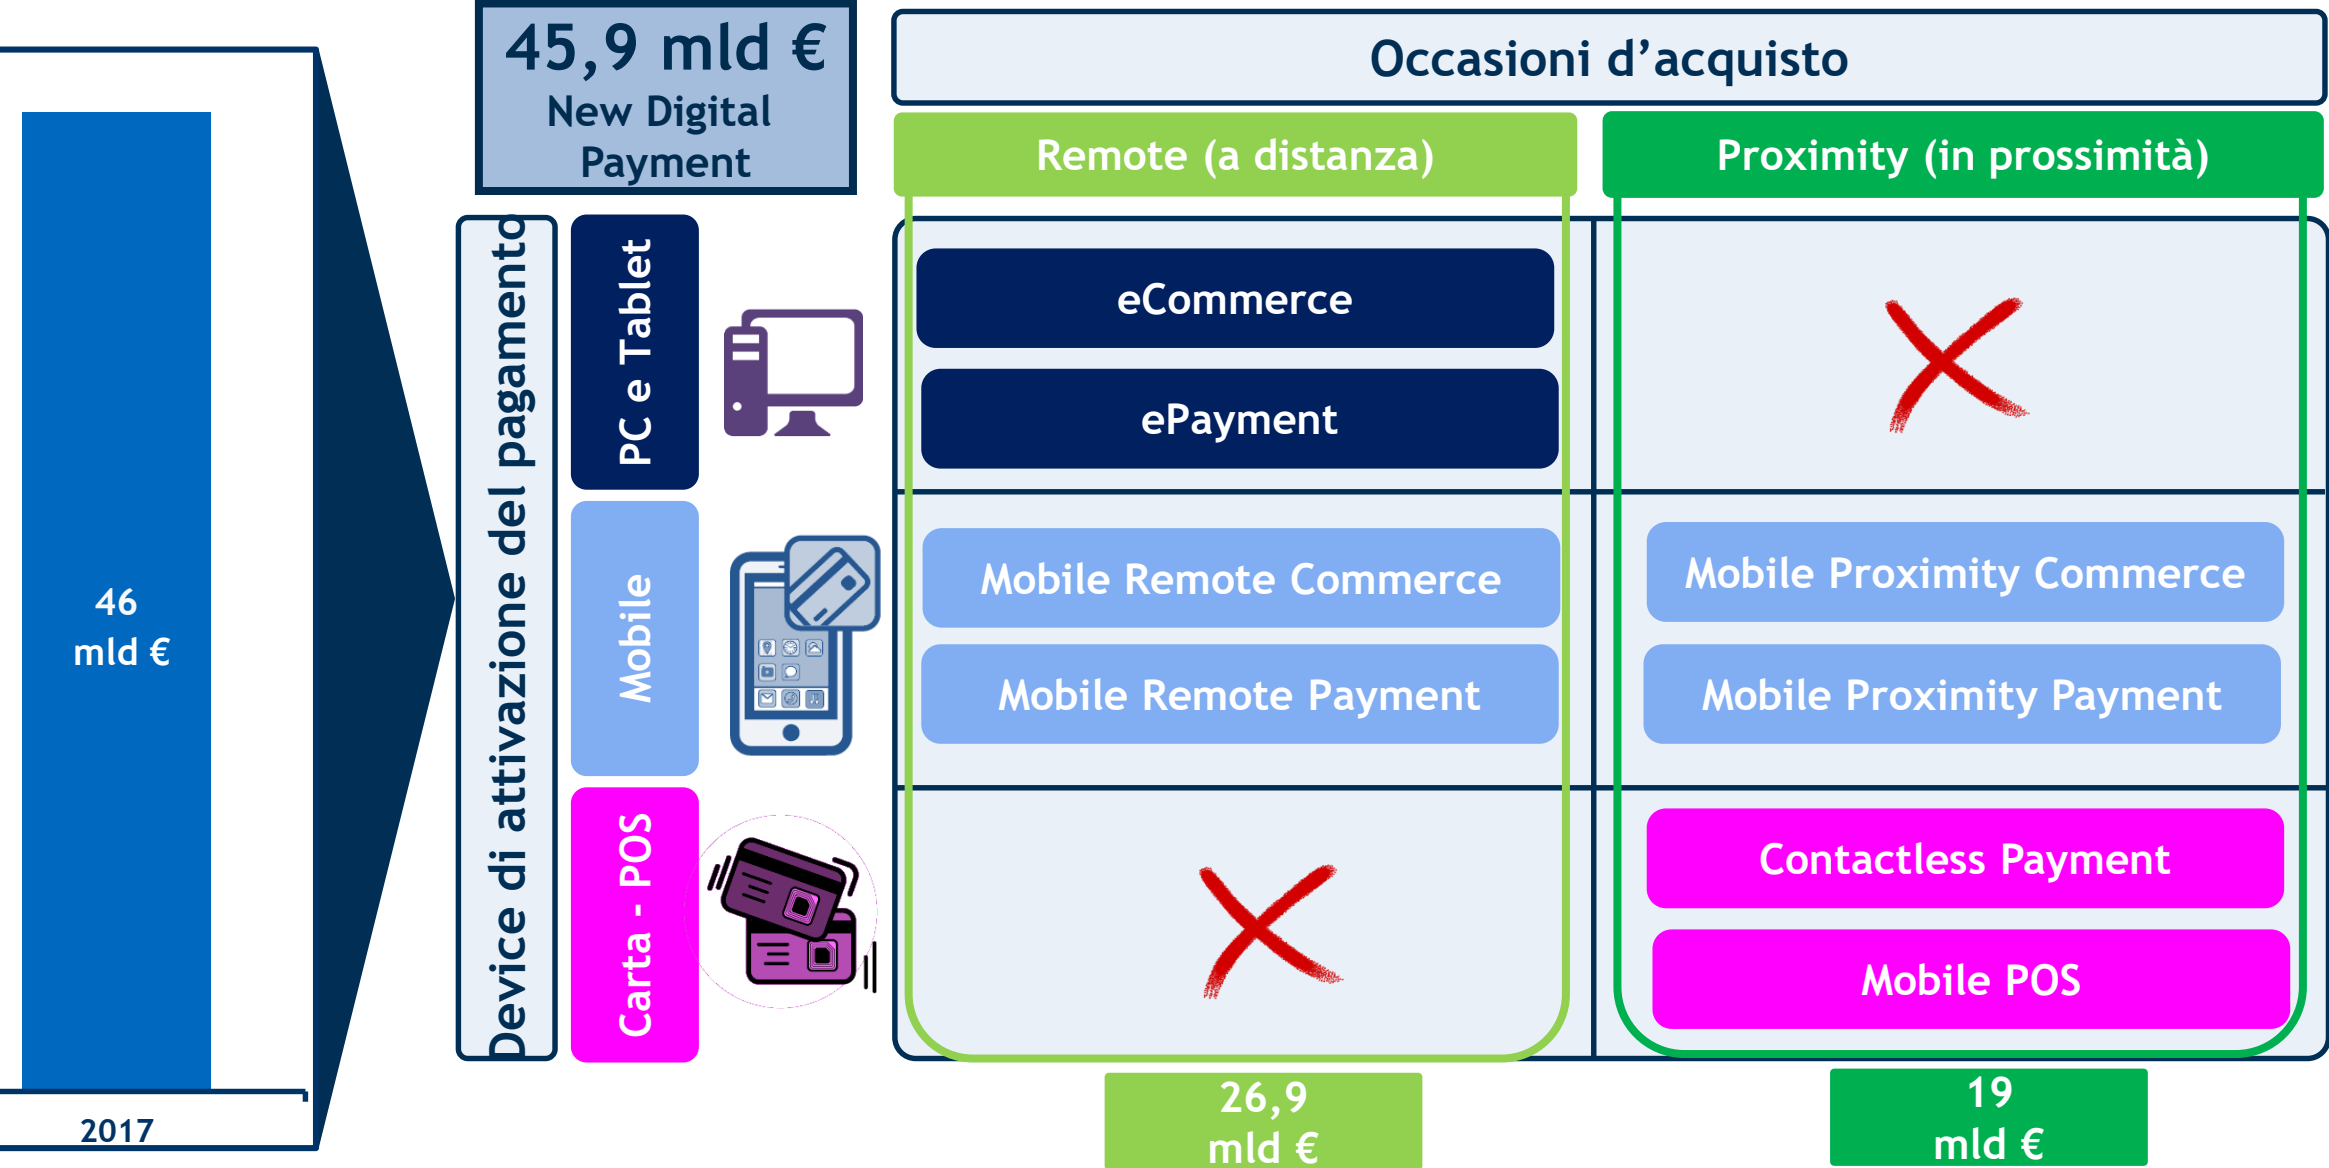 45,9 mld €
New Digital
Payment
Occasioni d’acquisto
Remote (a distanza)
Proximity (in prossimità)
46
mld €
2017
Device di attivazione del pagamento
PC e Tablet
eCommerce
ePayment
Mobile
Mobile Remote Commerce
Mobile Remote Payment
Mobile Proximity Commerce
Mobile Proximity Payment
Carta - POS
Contactless Payment
Mobile POS
26,9
mld €
19
mld €